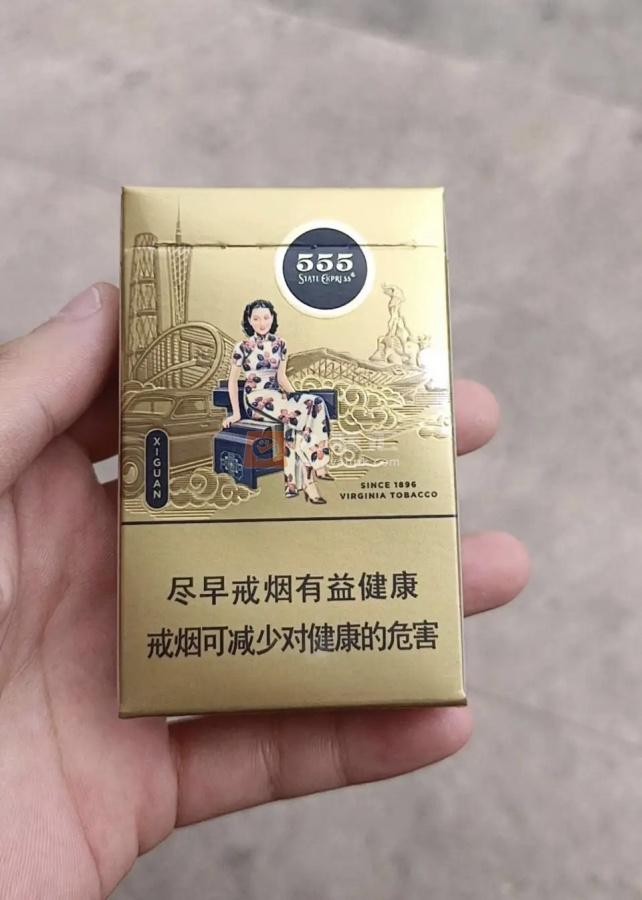 555
STATE EXPRESS
XIGUAN
SINCE 1896
VIRGINIA TOBACCO
尽早戒烟有益健康
戒烟可减少对健康的危害